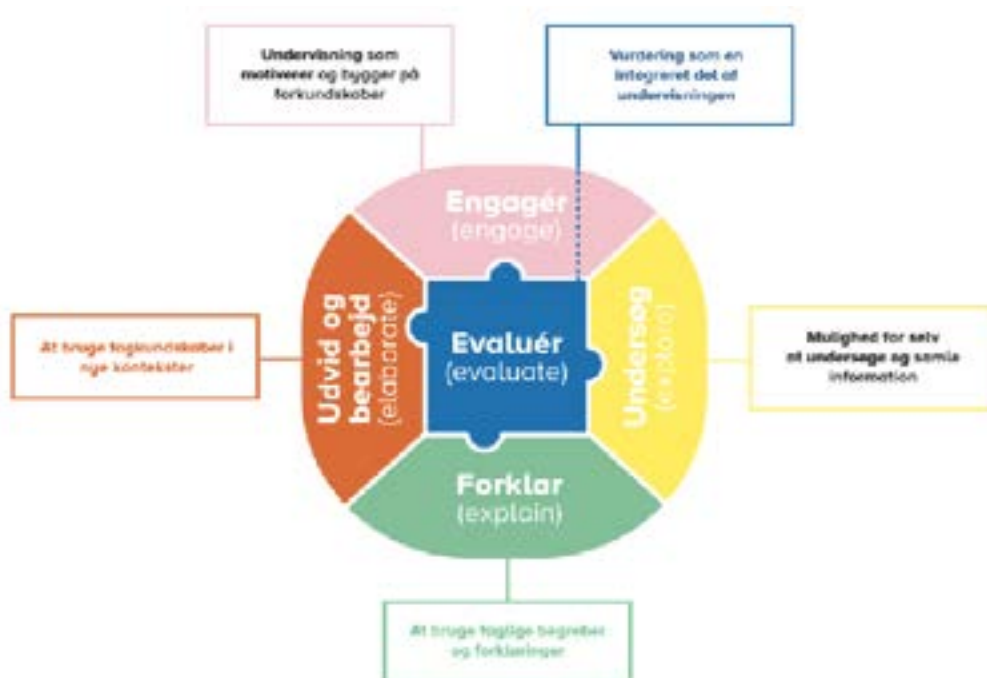 Undervisning som
motiverer og bygger på
forkundskaber
Vurdering som en
integreret del af
undervisningen
Engagér
(engage)
Udvid og
bearbejd
(elaborate)
Evaluér
(evaluate)
Undersøg
(explore)
At bruge fagkundskaber i
nye kontekster
Mulighed for selv
at undersøge og samle
information
Forklar
(explain)
At bruge faglige begreber
og forklaringer